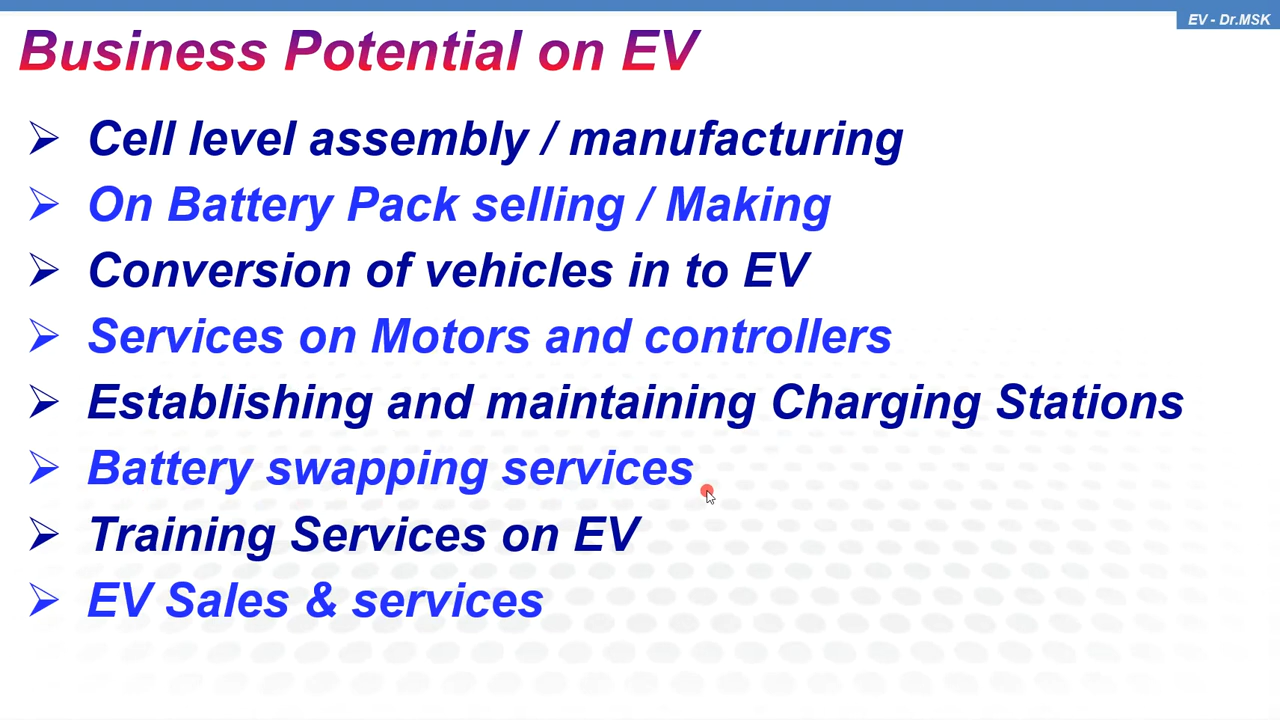 EV - Dr.MSK
Business Potential on EV
Cell level assembly / manufacturing
On Battery Pack selling / Making
Conversion of vehicles in to EV
Services on Motors and controllers
Establishing and maintaining Charging Stations
Battery swapping services
Training Services on EV
EV Sales & services